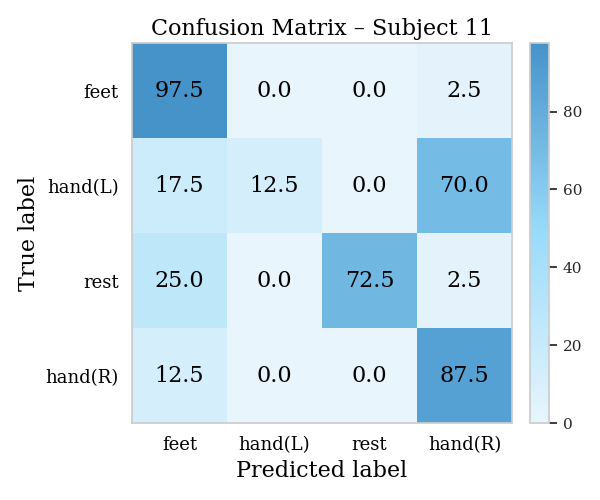 Confusion Matrix – Subject 11
feet 97.5 0.0 0.0 2.5
hand(L) 17.5 12.5 0.0 70.0
rest 25.0 0.0 72.5 2.5
hand(R) 12.5 0.0 0.0 87.5
feet hand(L) rest hand(R)
True label
Predicted label
80
60
40
20
0